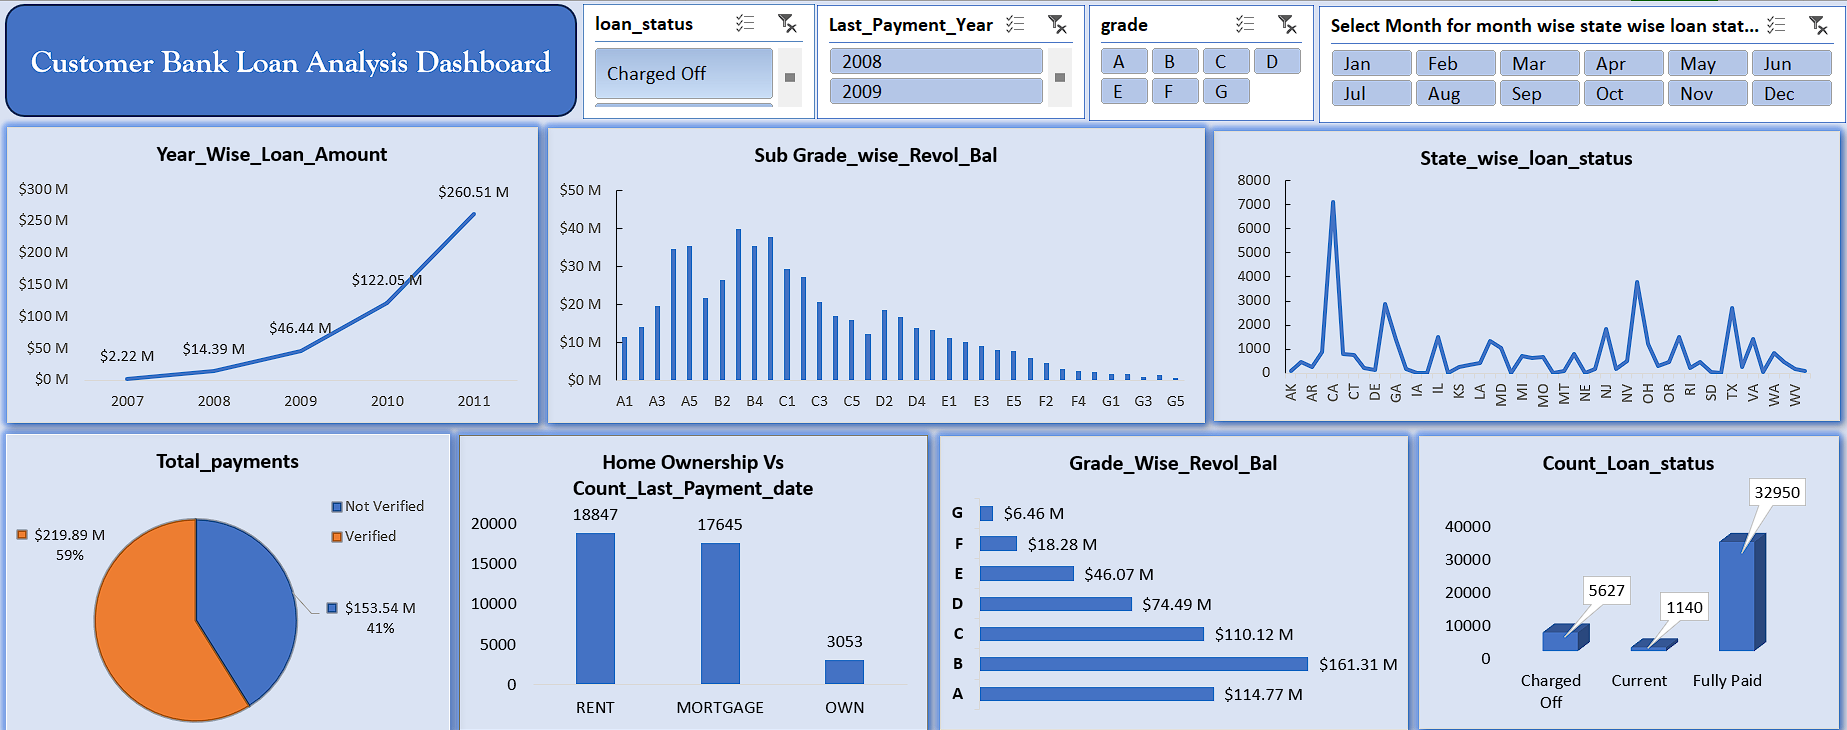 Customer Bank Loan Analysis Dashboard
loan_status
Charged Off
Last_Payment_Year
2008
2009
grade
A B C D
E F G
Select Month for month wise state wise loan stat...
Jan Feb Mar Apr May Jun
Jul Aug Sep Oct Nov Dec
Year_Wise_Loan_Amount
$300 M
$250 M
$200 M
$150 M
$100 M
$50 M
$0 M
$2.22 M
$14.39 M
$46.44 M
$122.05 M
$260.51 M
2007 2008 2009 2010 2011
Sub Grade_wise_Revol_Bal
$50 M
$40 M
$30 M
$20 M
$10 M
$0 M
A1 A3 A5 B2 B4 C1 C3 C5 D2 D4 E1 E3 E5 F2 F4 G1 G3 G5
State_wise_loan_status
8000
7000
6000
5000
4000
3000
2000
1000
0
AK AR CA CT DE GA IA IL KS LA MD MI MO MT NE NJ NV OH OR RI SD TX VA WA WV
Total_payments
Not Verified
Verified
$219.89 M
59%
$153.54 M
41%
Home Ownership Vs
Count_Last_Payment_date
20000
15000
10000
5000
0
18847
17645
3053
RENT MORTGAGE OWN
Grade_Wise_Revol_Bal
G $6.46 M
F $18.28 M
E $46.07 M
D $74.49 M
C $110.12 M
B $161.31 M
A $114.77 M
Count_Loan_status
40000
30000
20000
10000
0
5627
1140
32950
Charged
Off
Current
Fully Paid